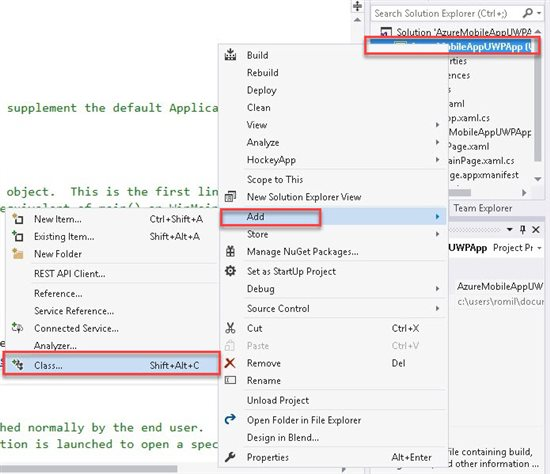 Search Solution Explorer (Ctrl+;)
Solution 'AzureMobileAppUWPA
MobileAppUWPApp (U
perties
rences
s
xaml
pp.xaml.cs
MobileAppUWPApp
Page.xaml
ainPage.xaml.cs
age.appxmanifest
Team Explorer
UWPApp Project Pr
AzureMobileAppUW
c:\users\romil\docu
file containing build,
nd other information ...
Build
Rebuild
Deploy
Clean
View
Analyze
HockeyApp
Scope to This
New Solution Explorer View
Add
Store
Manage NuGet Packages...
Set as StartUp Project
Debug
Source Control
Cut Ctrl+X
Paste Ctrl+V
Remove Del
Rename
Unload Project
Open Folder in File Explorer
Design in Blend...
Properties Alt+Enter
New Item... Ctrl+Shift+A
Existing Item... Shift+Alt+A
New Folder
REST API Client...
Reference...
Service Reference...
Connected Service...
Analyzer...
Class... Shift+Alt+C
supplement the default Applica
object. This is the first lin
equivalent of main() or WinMain
hed normally by the end user.
tion is launched to open a spec